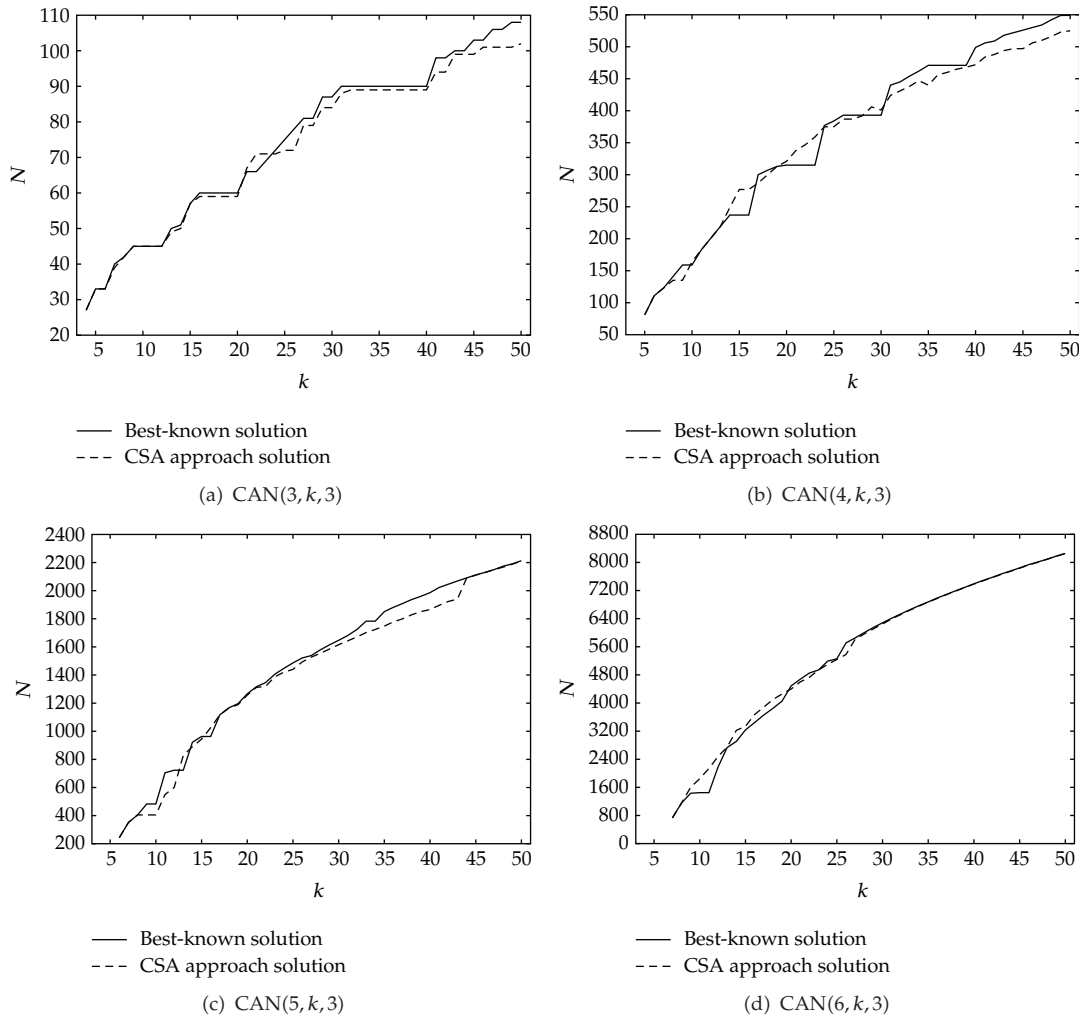 110
100
90
80
70
60
50
40
30
20
N
5 10 15 20 25 30 35 40 45 50
k
Best-known solution
CSA approach solution
(a) CAN(3, k, 3)
550
500
450
400
350
300
250
200
150
100
50
N
5 10 15 20 25 30 35 40 45 50
k
Best-known solution
CSA approach solution
(b) CAN(4, k, 3)
2400
2200
2000
1800
1600
1400
1200
1000
800
600
400
200
N
5 10 15 20 25 30 35 40 45 50
k
Best-known solution
CSA approach solution
(c) CAN(5, k, 3)
8800
8000
7200
6400
5600
4800
4000
3200
2400
1600
800
0
N
5 10 15 20 25 30 35 40 45 50
k
Best-known solution
CSA approach solution
(d) CAN(6, k, 3)